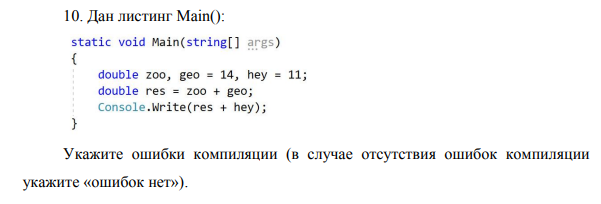 10. Дан листинг Main():
static void Main(string[] args)
{
double zoo, geo = 14, hey = 11;
double res = zoo + geo;
Console.Write(res + hey);
}
Укажите ошибки компиляции (в случае отсутствия ошибок компиляции
укажите «ошибок нет»).